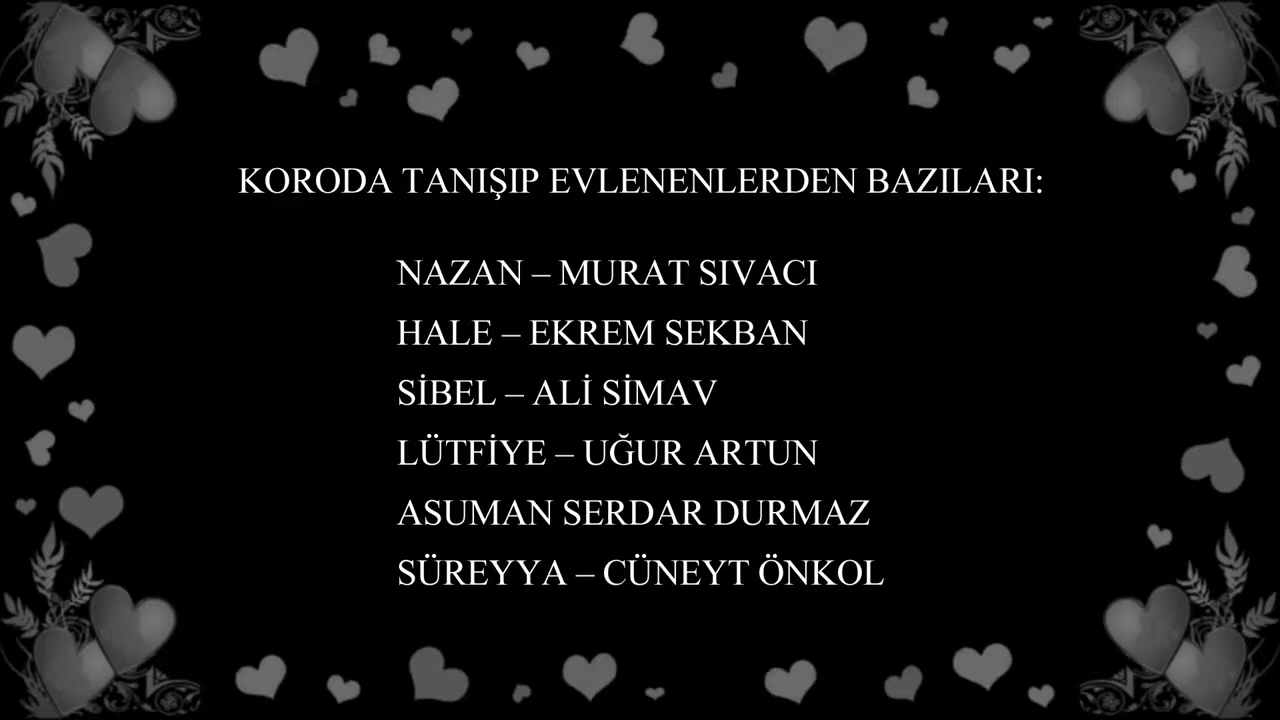 KORODA TANIŞIP EVLENENLERDEN BAZILARI:
NAZAN – MURAT SIVACI
HALE – EKREM SEKBAN
SİBEL – ALİ SİMAV
LÜTFİYE – UĞUR ARTUN
ASUMAN SERDAR DURMAZ
SÜREYYA – CÜNEYT ÖNKOL